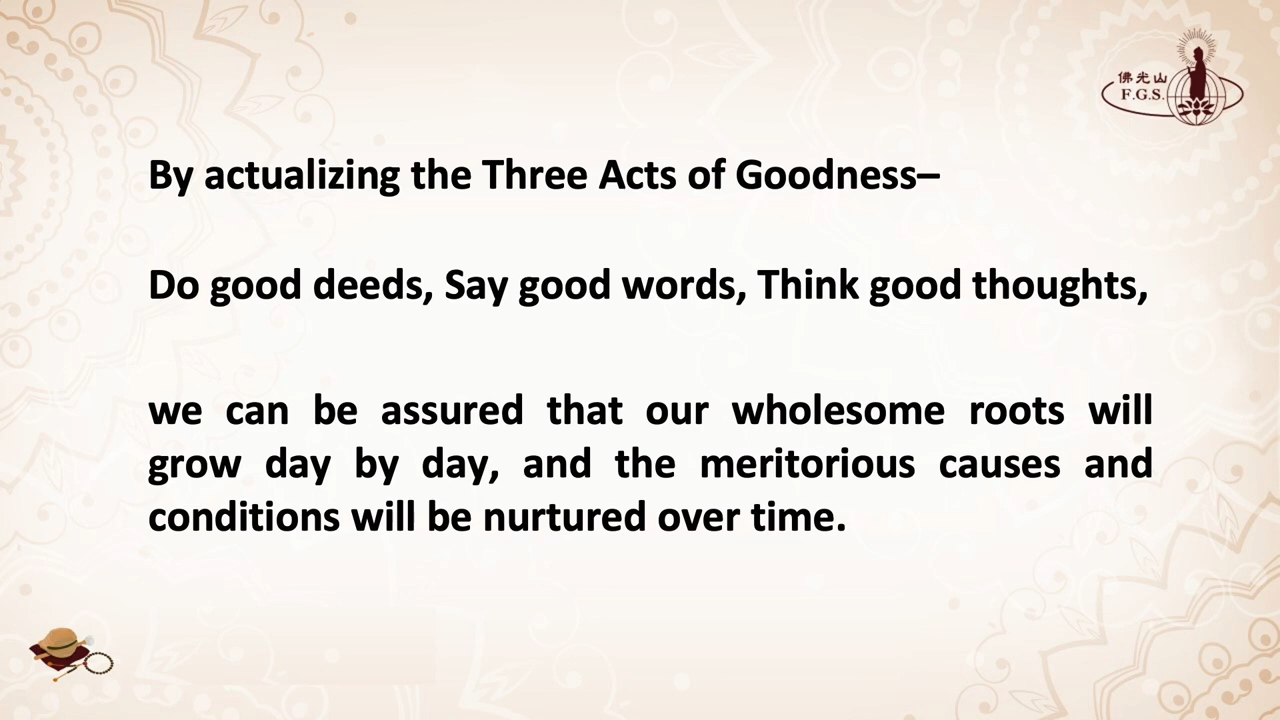 佛光山
F.G.S.
By actualizing the Three Acts of Goodness–
Do good deeds, Say good words, Think good thoughts,
we can be assured that our wholesome roots will
grow day by day, and the meritorious causes and
conditions will be nurtured over time.